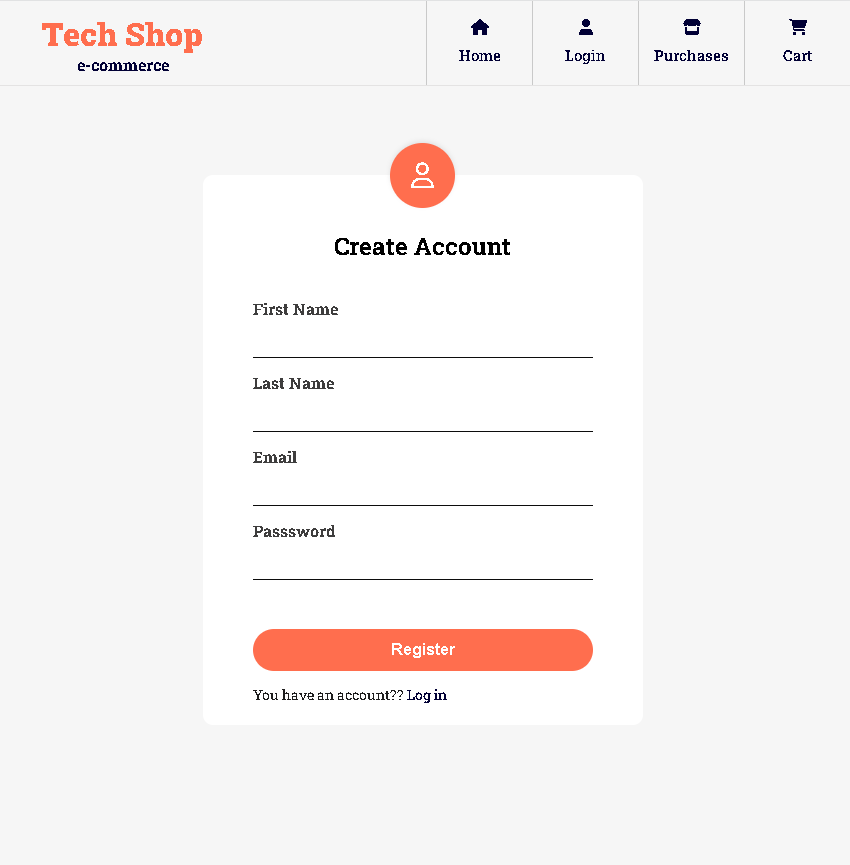 Tech Shop
e-commerce
Home
Login
Purchases
Cart
Create Account
First Name
Last Name
Email
Passsword
Register
You have an account?? Log in